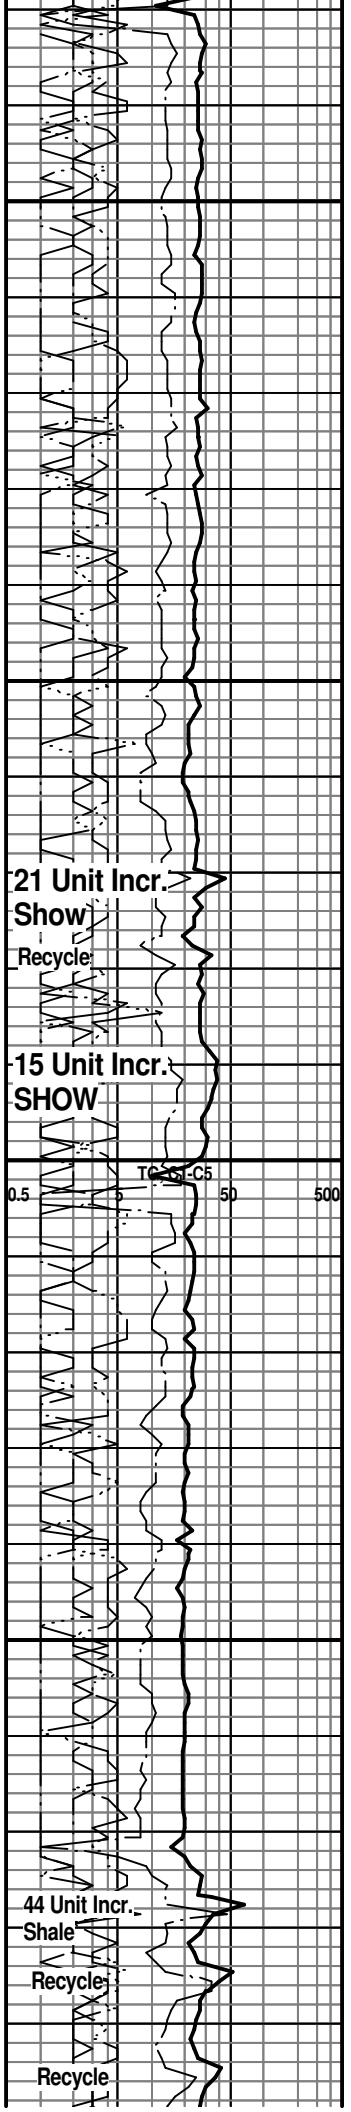 21 Unit Incr.
Show
Recycle
15 Unit Incr.
SHOW
TG C1-C5
0.5 5 50 500
44 Unit Incr.
Shale
Recycle
Recycle